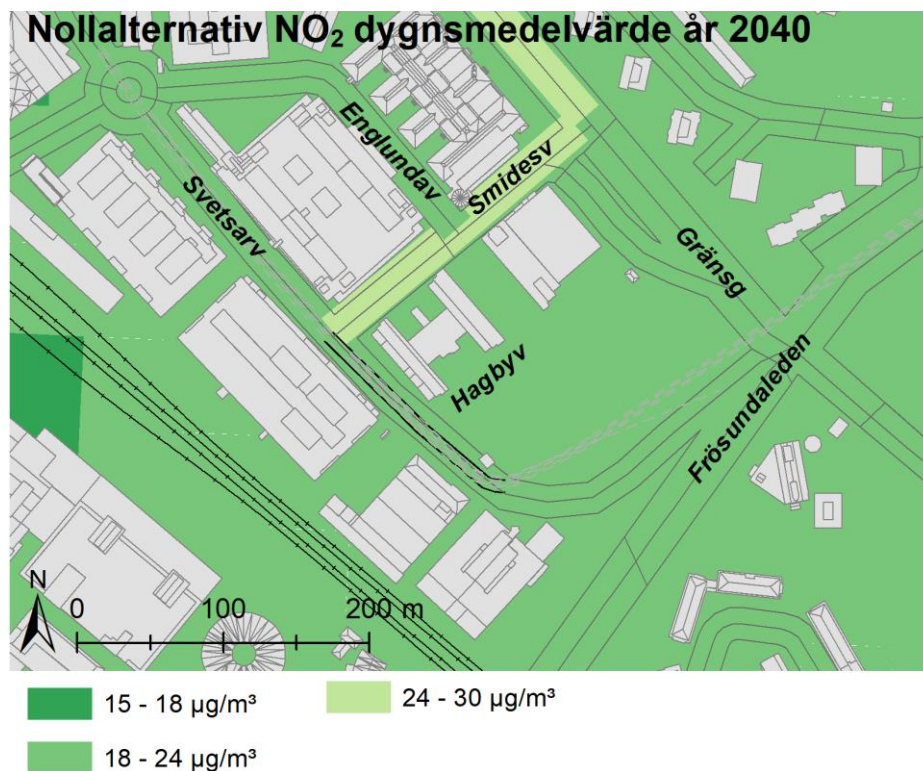 Nollalternativ NO₂ dygnsmedelvärde år 2040
Englundav
Smidesv
Svetsarv
Gränsg
Hagbyv
Frösundaleden
N
0 100 200 m
15 - 18 µg/m³
24 - 30 µg/m³
18 - 24 µg/m³